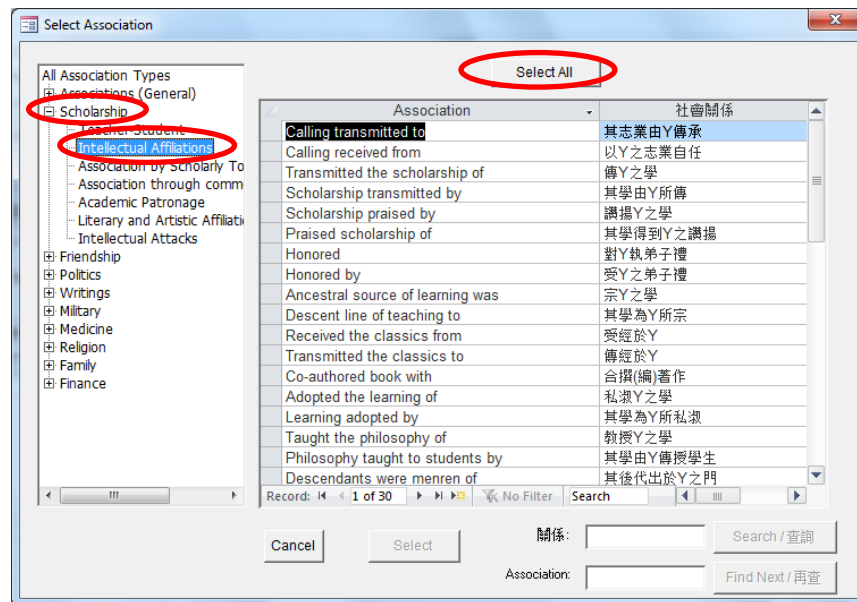 Select Association
Select All
All Association Types
Associations (General)
Scholarship
Teacher-Student
Intellectual Affiliations
Association by Scholarly To
Association through comm
Academic Patronage
Literary and Artistic Affiliati
Intellectual Attacks
Friendship
Politics
Writings
Military
Medicine
Religion
Family
Finance
Association 社會關係
Calling transmitted to 其志業由Y傳承
Calling received from 以Y之志業自任
Transmitted the scholarship of 傳Y之學
Scholarship transmitted by 其學由Y所傳
Scholarship praised by 讚揚Y之學
Praised scholarship of 其學得到Y之讚揚
Honored 對Y執弟子禮
Honored by 受Y之弟子禮
Ancestral source of learning was 宗Y之學
Descent line of teaching to 其學為Y所宗
Received the classics from 受經於Y
Transmitted the classics to 傳經於Y
Co-authored book with 合撰(編)著作
Adopted the learning of 私淑Y之學
Learning adopted by 其學為Y所私淑
Taught the philosophy of 教授Y之學
Philosophy taught to students by 其學由Y傳授學生
Descendants were menren of 其後代出於Y之門
Record: 1 of 30 No Filter Search
Cancel Select 關係: Search / 查詢
Association: Find Next / 再查